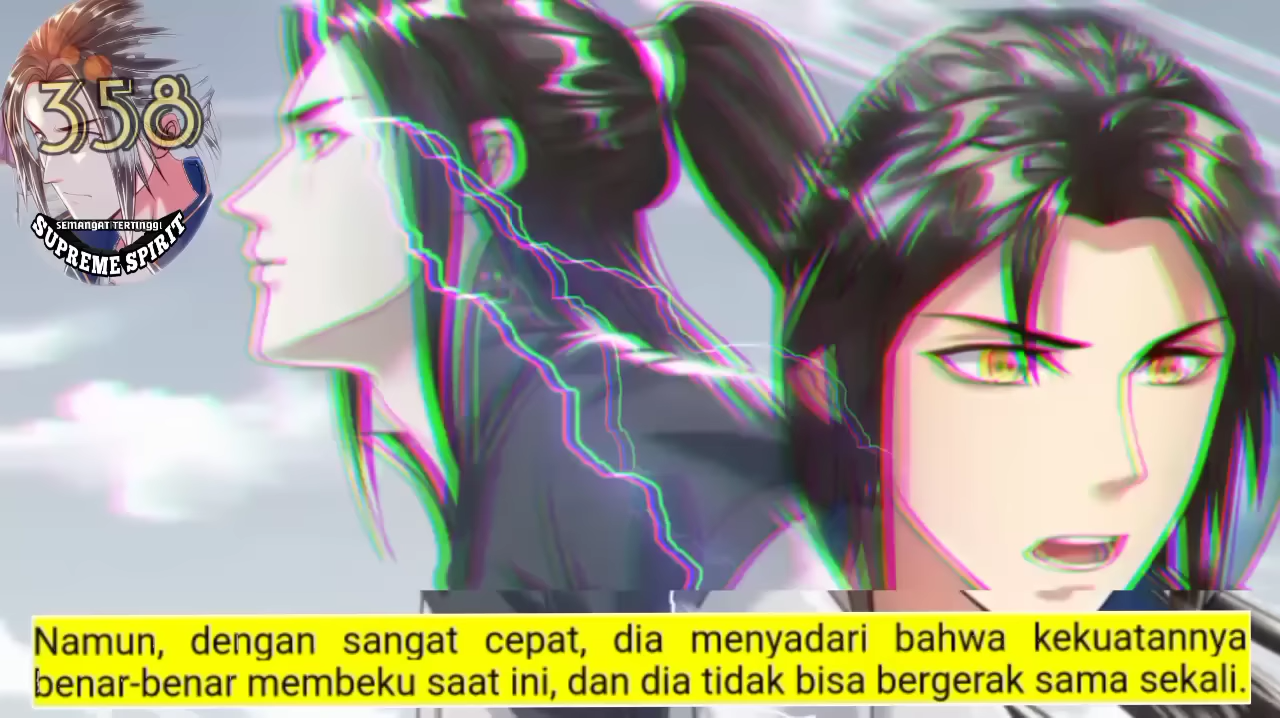 358
SEMANGAT TERTINGGI
SUPREME SPIRIT
Namun, dengan sangat cepat, dia menyadari bahwa kekuatannya
benar-benar membeku saat ini, dan dia tidak bisa bergerak sama sekali.